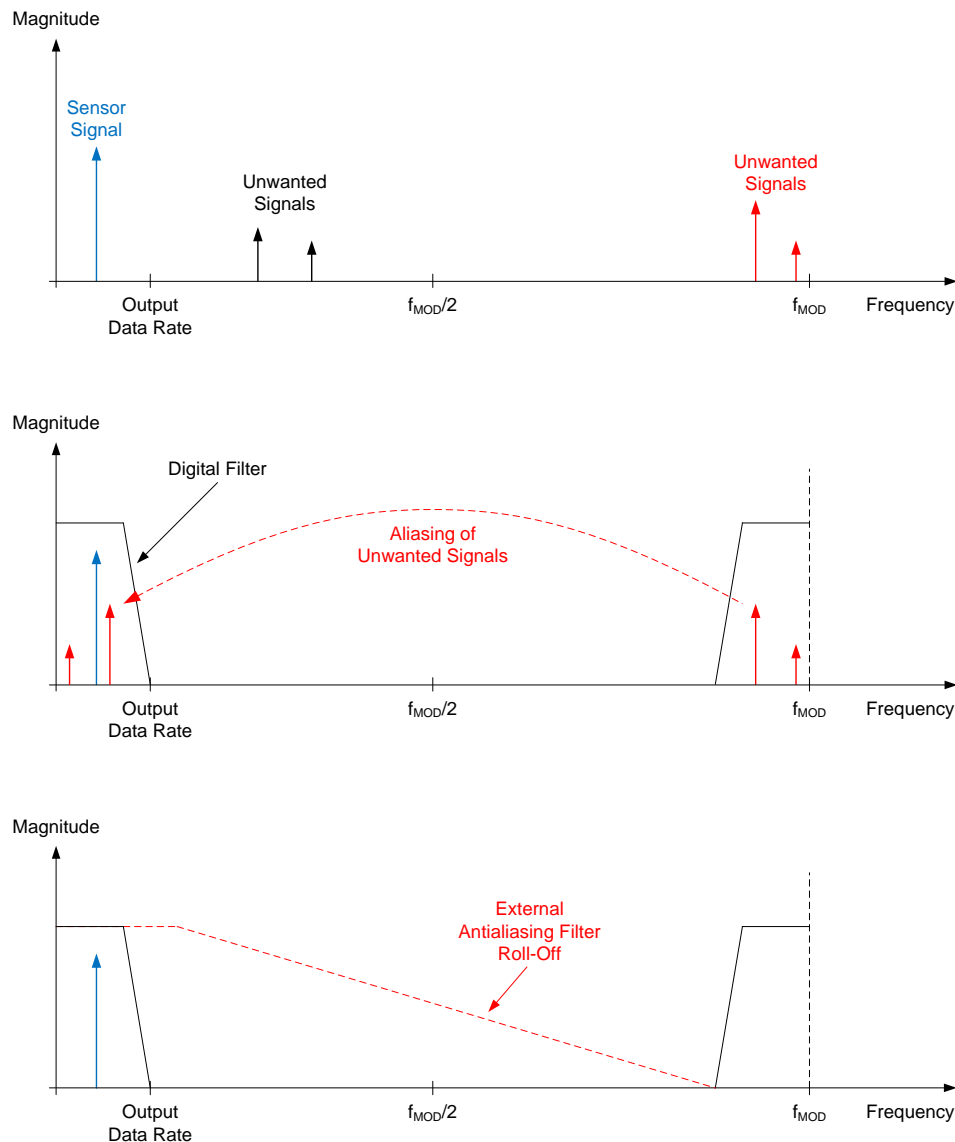 Magnitude
Sensor
Signal
Unwanted
Signals
Unwanted
Signals
Output
Data Rate
fMOD/2
fMOD
Frequency
Magnitude
Digital Filter
Aliasing of
Unwanted Signals
Output
Data Rate
fMOD/2
fMOD
Frequency
Magnitude
External
Antialiasing Filter
Roll-Off
Output
Data Rate
fMOD/2
fMOD
Frequency